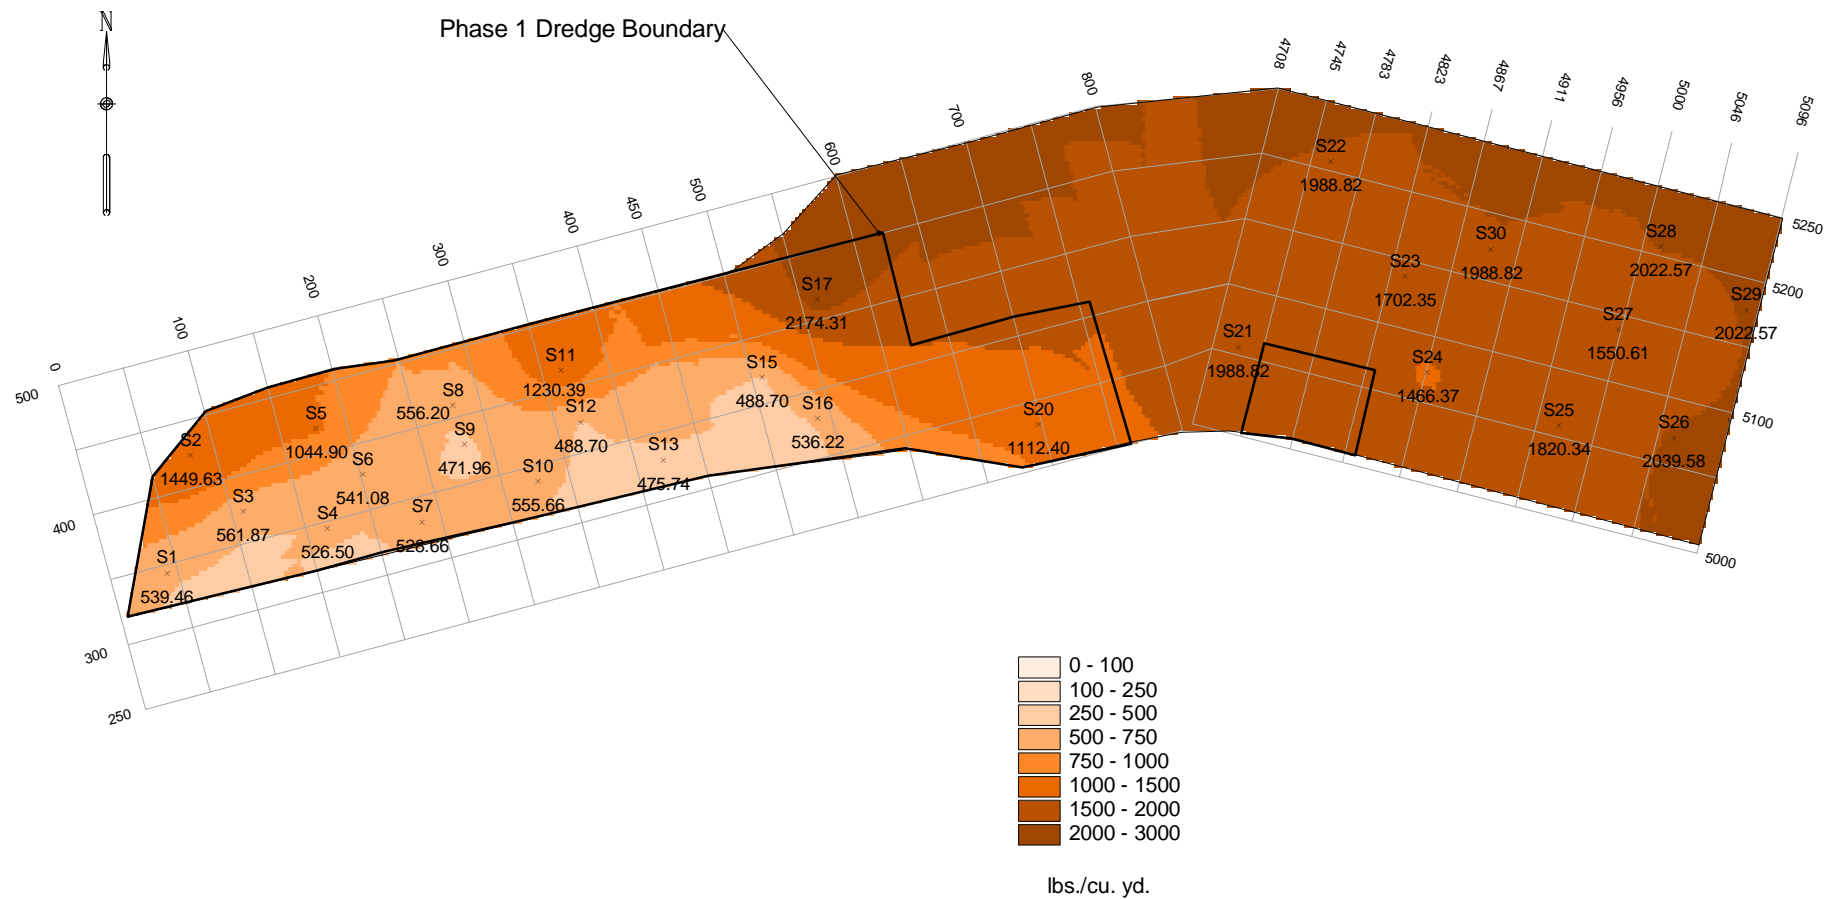 N
Phase 1 Dredge Boundary
0
100
200
300
400
450
500
600
700
800
4708
4745
4783
4823
4867
4911
4956
5000
5046
5096
500
400
300
250
5250
5200
5100
5000
S22
1988.82
S30
1988.82
S28
2022.57
S23
1702.35
S29
2022.57
S17
2174.31
S27
1550.61
S21
1988.82
S24
1466.37
S11
1230.39
S15
488.70
S8
556.20
S12
488.70
S16
536.22
S20
1112.40
S25
1820.34
S26
2039.58
S5
1044.90
S9
471.96
S2
1449.63
S13
475.74
S6
541.08
S10
555.66
S3
561.87
S4
526.50
S7
528.66
S1
539.46
0 - 100
100 - 250
250 - 500
500 - 750
750 - 1000
1000 - 1500
1500 - 2000
2000 - 3000
lbs./cu. yd.